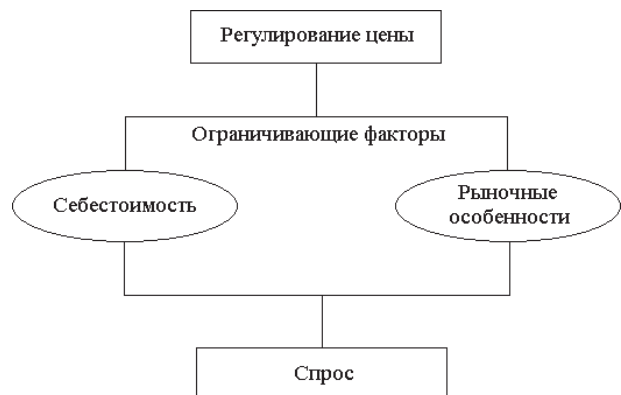 Регулирование цены
Ограничивающие факторы
Себестоимость
Рыночные
особенности
Спрос